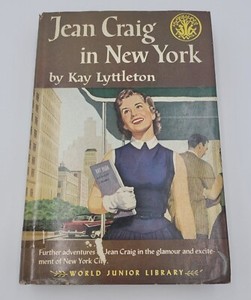 Jean Craig
in New York
by Kay Lyttleton
Further adventures of Jean Craig in the glamour and excite-
ment of New York City.
WORLD JUNIOR LIBRARY